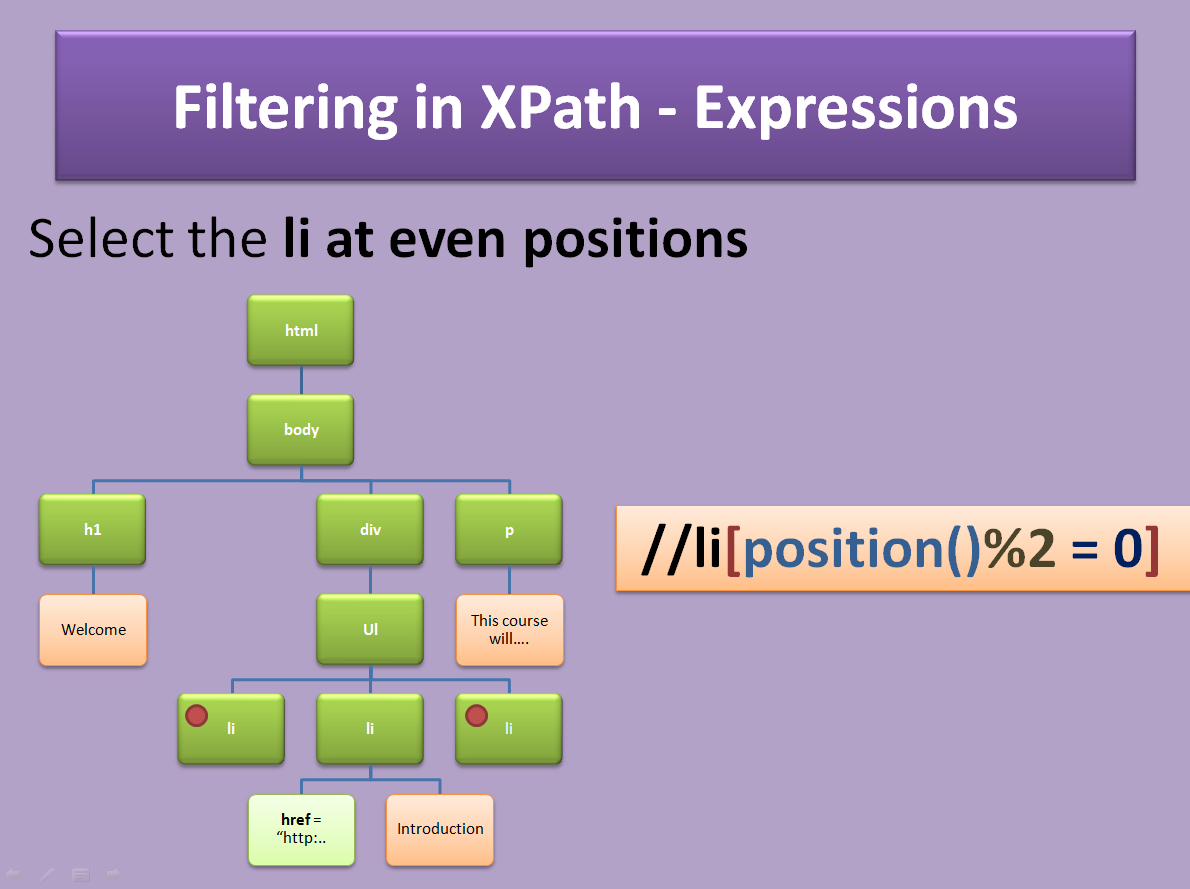 Filtering in XPath - Expressions
Select the li at even positions
html
body
h1
div
p
Welcome
Ul
This course
will....
//li[position()%2 = 0]
li
li
li
href =
“http:..
Introduction